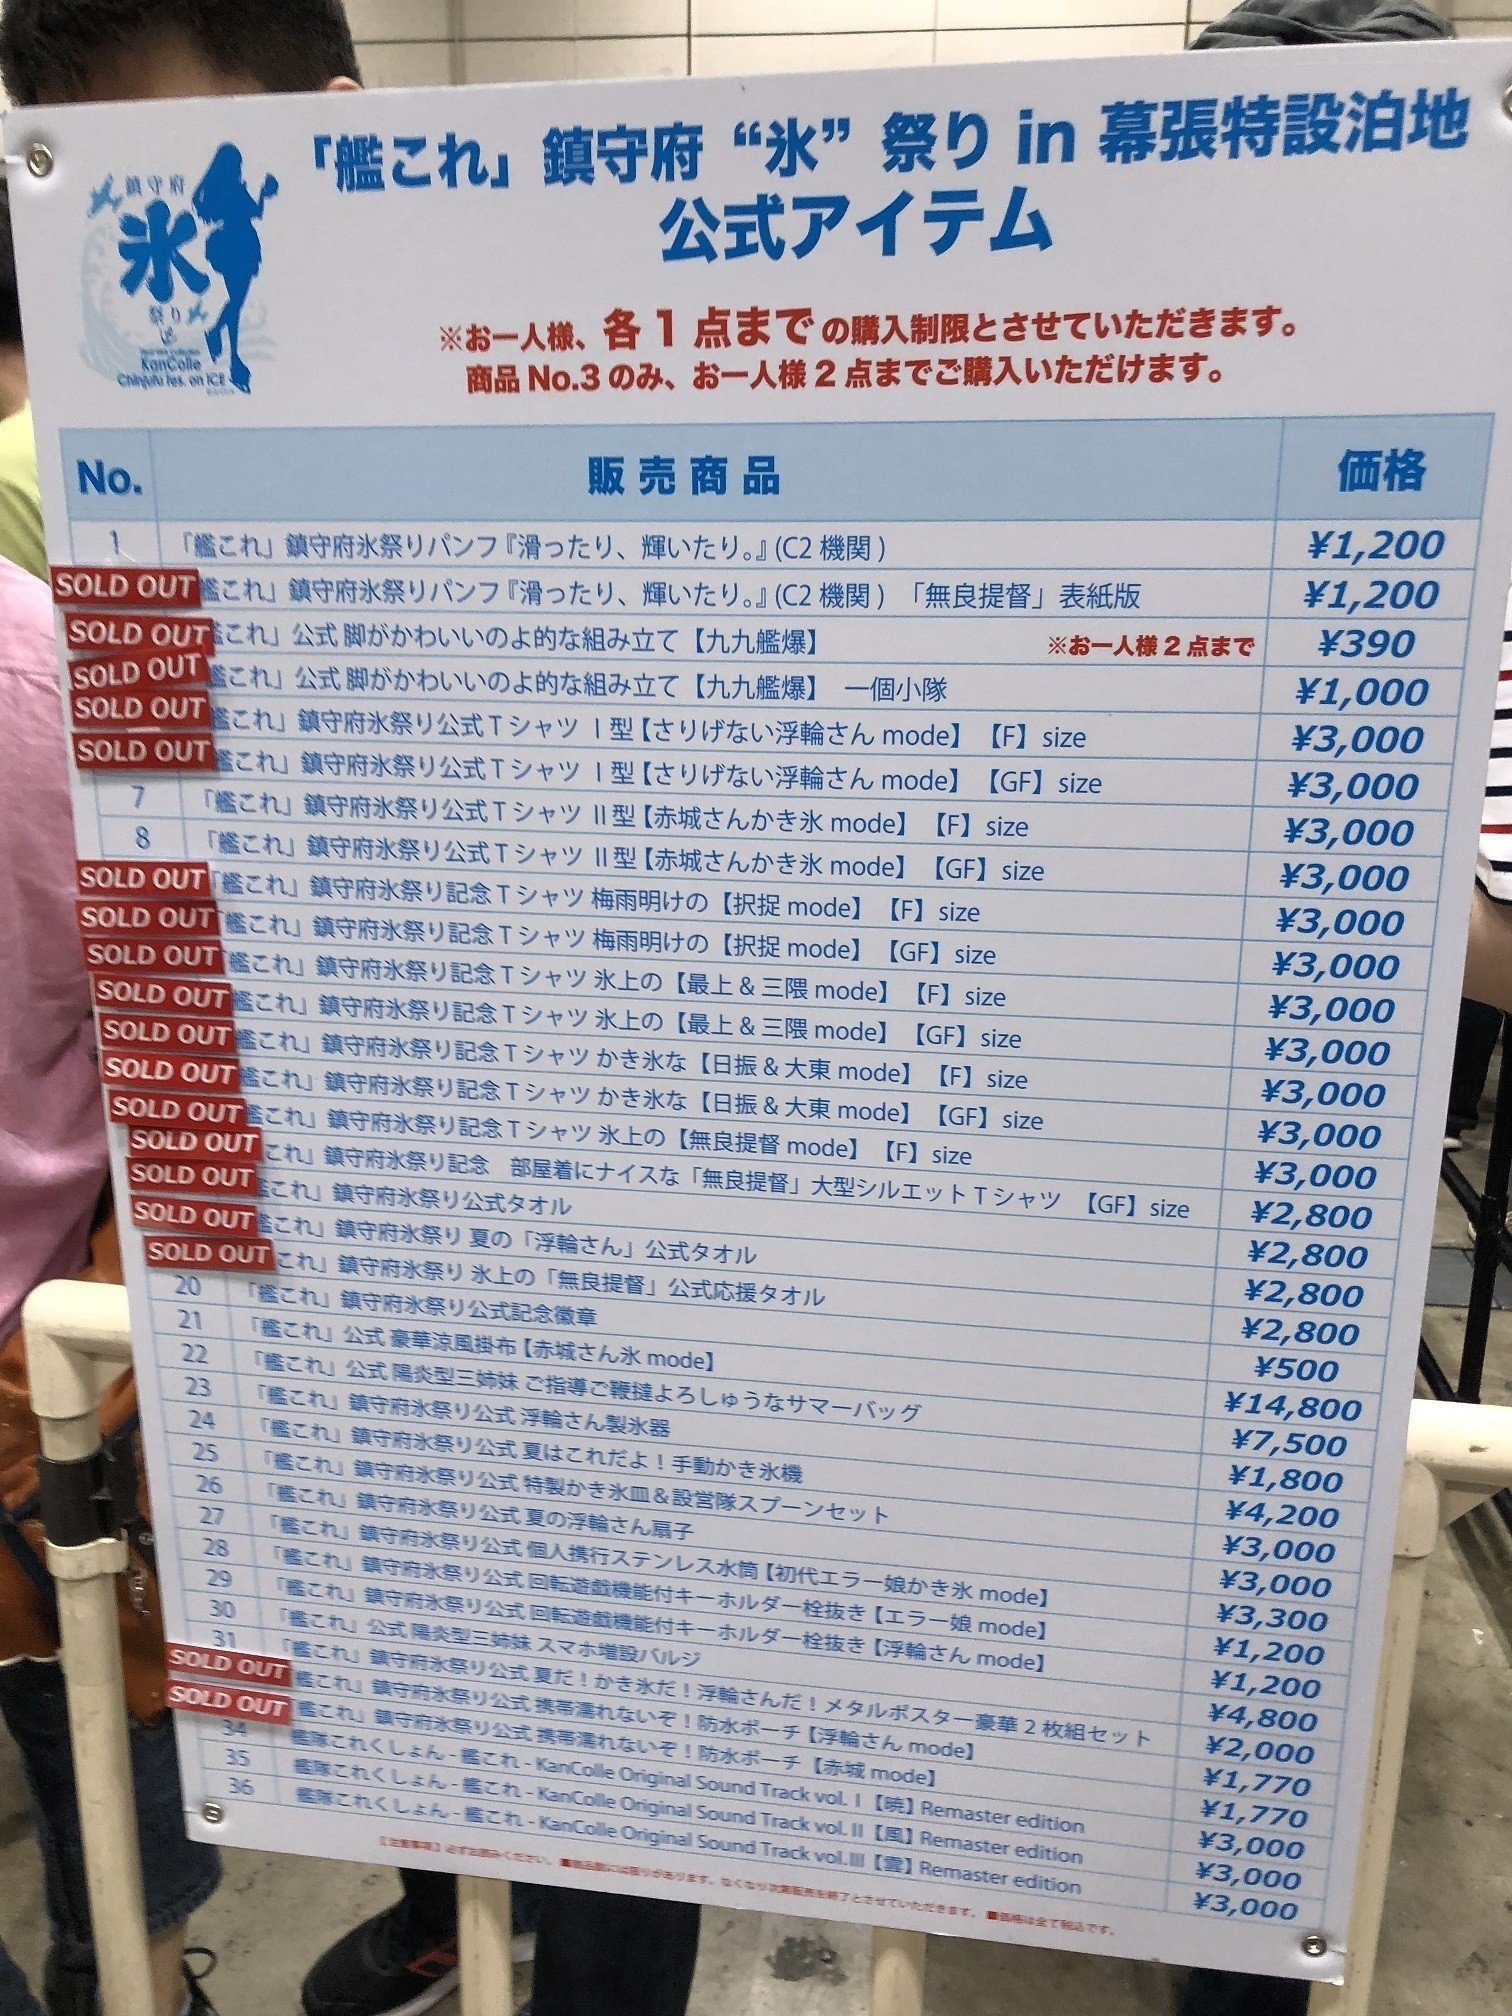 「艦これ」鎮守府“氷”祭り in 幕張特設泊地
公式アイテム
鎮守府
氷
祭り
KanColle
Chinjufu fes. on ICE
※お一人様、各1点までの購入制限とさせていただきます。
商品 No.3 のみ、お一人様2点までご購入いただけます。
No. 販売商品 価格
1 「艦これ」鎮守府氷祭りパンフ『滑ったり、輝いたり。』(C2機関) ¥1,200
SOLD OUT 艦これ」鎮守府氷祭りパンフ『滑ったり、輝いたり。』(C2機関) 「無良提督」表紙版 ¥1,200
SOLD OUT 艦これ」公式 脚がかわいいのよ的な組み立て【九九艦爆】 ※お一人様2点まで ¥390
SOLD OUT 艦これ」公式 脚がかわいいのよ的な組み立て【九九艦爆】 一個小隊 ¥1,000
SOLD OUT 艦これ」鎮守府氷祭り公式Tシャツ Ⅰ型【さりげない浮輪さん mode】【F】size ¥3,000
SOLD OUT 艦これ」鎮守府氷祭り公式Tシャツ Ⅰ型【さりげない浮輪さん mode】【GF】size ¥3,000
7 「艦これ」鎮守府氷祭り公式Tシャツ Ⅱ型【赤城さんかき氷 mode】【F】size ¥3,000
8 「艦これ」鎮守府氷祭り公式Tシャツ Ⅱ型【赤城さんかき氷 mode】【GF】size ¥3,000
SOLD OUT 「艦これ」鎮守府氷祭り記念Tシャツ 梅雨明けの【択捉 mode】【F】size ¥3,000
SOLD OUT 「艦これ」鎮守府氷祭り記念Tシャツ 梅雨明けの【択捉 mode】【GF】size ¥3,000
SOLD OUT 艦これ」鎮守府氷祭り記念Tシャツ 氷上の【最上 & 三隈 mode】【F】size ¥3,000
SOLD OUT 艦これ」鎮守府氷祭り記念Tシャツ 氷上の【最上 & 三隈 mode】【GF】size ¥3,000
SOLD OUT 艦これ」鎮守府氷祭り記念Tシャツ かき氷な【日振 & 大東 mode】【F】size ¥3,000
SOLD OUT 艦これ」鎮守府氷祭り記念Tシャツ かき氷な【日振 & 大東 mode】【GF】size ¥3,000
SOLD OUT 艦これ」鎮守府氷祭り記念Tシャツ 氷上の【無良提督 mode】【F】size ¥3,000
SOLD OUT これ」鎮守府氷祭り記念 部屋着にナイスな「無良提督」大型シルエットTシャツ 【GF】size ¥2,800
SOLD OUT 艦これ」鎮守府氷祭り公式タオル ¥2,800
SOLD OUT 艦これ」鎮守府氷祭り 夏の「浮輪さん」公式タオル ¥2,800
SOLD OUT これ」鎮守府氷祭り 氷上の「無良提督」公式応援タオル ¥2,800
20 「艦これ」鎮守府氷祭り公式記念徽章 ¥500
21 「艦これ」公式 豪華涼風掛布【赤城さん氷 mode】 ¥14,800
22 「艦これ」公式 陽炎型三姉妹 ご指導ご鞭撻よろしゅうなサマーバッグ ¥7,500
23 「艦これ」鎮守府氷祭り公式 浮輪さん製氷器 ¥1,800
24 「艦これ」鎮守府氷祭り公式 夏はこれだよ！手動かき氷機 ¥4,200
25 「艦これ」鎮守府氷祭り公式 特製かき氷皿＆設営隊スプーンセット ¥3,000
26 「艦これ」鎮守府氷祭り公式 夏の浮輪さん扇子 ¥3,000
27 「艦これ」鎮守府氷祭り公式 個人携行ステンレス水筒【初代エラー娘かき氷 mode】 ¥3,300
28 「艦これ」鎮守府氷祭り公式 回転遊戯機能付キーホルダー栓抜き【エラー娘 mode】 ¥1,200
29 「艦これ」鎮守府氷祭り公式 回転遊戯機能付キーホルダー栓抜き【浮輪さん mode】 ¥1,200
30 「艦これ」公式 陽炎型三姉妹 スマホ増設バルジ ¥4,800
31 「艦これ」鎮守府氷祭り公式 夏だ！かき氷だ！浮輪さんだ！メタルポスター豪華2枚組セット ¥2,000
SOLD OUT 艦これ」鎮守府氷祭り公式 携帯濡れないぞ！防水ポーチ【浮輪さん mode】 ¥1,770
SOLD OUT 艦これ」鎮守府氷祭り公式 携帯濡れないぞ！防水ポーチ【赤城 mode】 ¥1,770
34 艦隊これくしょん - 艦これ - KanColle Original Sound Track vol.Ⅰ【暁】Remaster edition ¥3,000
35 艦隊これくしょん - 艦これ - KanColle Original Sound Track vol.Ⅱ【風】Remaster edition ¥3,000
36 艦隊これくしょん - 艦これ - KanColle Original Sound Track vol.Ⅲ【雲】Remaster edition ¥3,000
【注意事項】必ずお読みください。■商品数には限りがあります。なくなり次第販売を終了とさせていただきます。■価格は全て税込です。